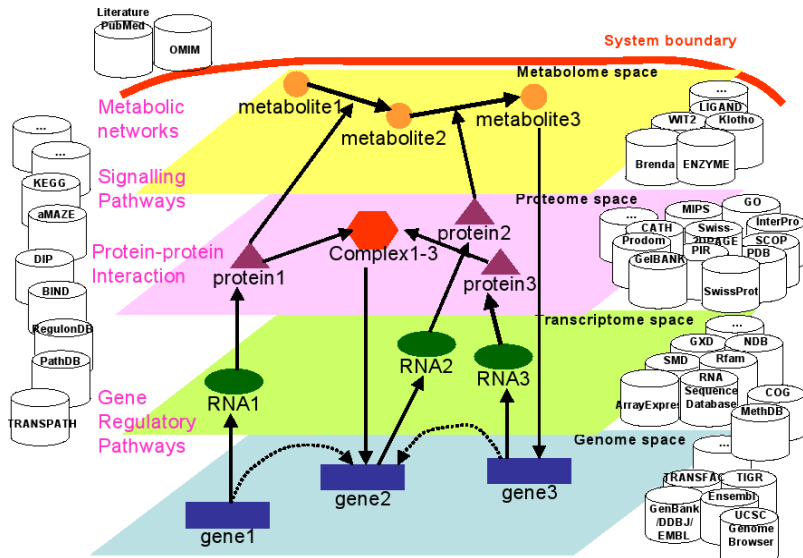 Literature
PubMed
OMIM
System boundary
Metabolome space
Metabolic
networks
metabolite1
metabolite2
metabolite3
...
LIGAND
WIT2
Klotho
Brenda
ENZYME
...
...
KEGG
aMAZE
Signalling
Pathways
Proteome space
Protein-protein
Interaction
protein1
Complex1-3
protein2
protein3
...
MIPS
GO
CATH
Swiss-
2DPAGE
InterPro
Prodom
PIR
SCOP
PDB
GelBANK
SwissProt
DIP
BIND
RegulonDB
PathDB
TRANSPATH
Transcriptome space
RNA1
RNA2
RNA3
...
GXD
NDB
SMD
Rfam
RNA
Sequence
Database
ArrayExpres
COG
MethDB
Gene
Regulatory
Pathways
Genome space
gene1
gene2
gene3
...
TRANSFAC
TIGR
Ensembl
GenBank
/DDBJ/
EMBL
UCSC
Genome
Browser